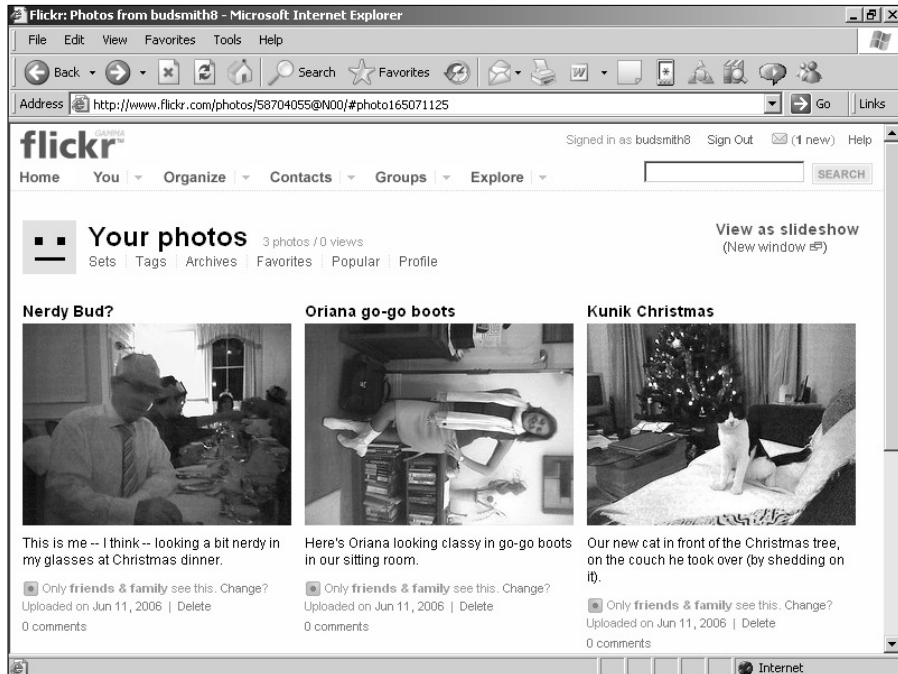 Flickr: Photos from budsmith8 - Microsoft Internet Explorer
File Edit View Favorites Tools Help
Back Search Favorites
Address http://www.flickr.com/photos/58704055@N00/#photo165071125 Go Links
flickr GAMMA ™
Signed in as budsmith8 Sign Out (1 new) Help
Home You Organize Contacts Groups Explore SEARCH
Your photos 3 photos / 0 views
View as slideshow
(New window)
Sets Tags Archives Favorites Popular Profile
Nerdy Bud?
This is me -- I think -- looking a bit nerdy in
my glasses at Christmas dinner.
Only friends & family see this. Change?
Uploaded on Jun 11, 2006 | Delete
0 comments
Oriana go-go boots
Here's Oriana looking classy in go-go boots
in our sitting room.
Only friends & family see this. Change?
Uploaded on Jun 11, 2006 | Delete
0 comments
Kunik Christmas
Our new cat in front of the Christmas tree,
on the couch he took over (by shedding on
it).
Only friends & family see this. Change?
Uploaded on Jun 11, 2006 | Delete
0 comments
Internet